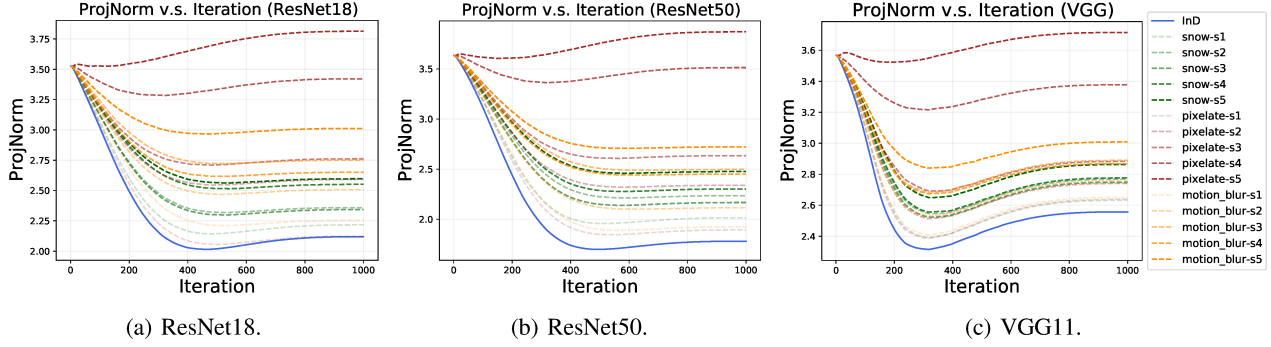 ProjNorm v.s. Iteration (ResNet18)
ProjNorm
3.75
3.50
3.25
3.00
2.75
2.50
2.25
2.00
0 200 400 600 800 1000
Iteration
(a) ResNet18.
ProjNorm v.s. Iteration (ResNet50)
ProjNorm
3.5
3.0
2.5
2.0
0 200 400 600 800 1000
Iteration
(b) ResNet50.
ProjNorm v.s. Iteration (VGG)
ProjNorm
3.6
3.4
3.2
3.0
2.8
2.6
2.4
0 200 400 600 800 1000
Iteration
(c) VGG11.
InD
snow-s1
snow-s2
snow-s3
snow-s4
snow-s5
pixelate-s1
pixelate-s2
pixelate-s3
pixelate-s4
pixelate-s5
motion_blur-s1
motion_blur-s2
motion_blur-s3
motion_blur-s4
motion_blur-s5